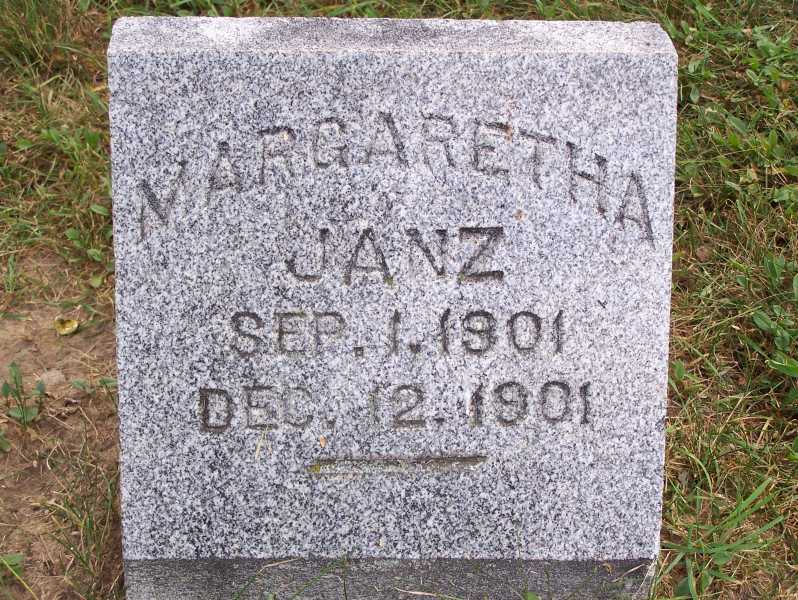 MARGARETHA
JANZ
SEP. 1. 1901
DEC. 12. 1901